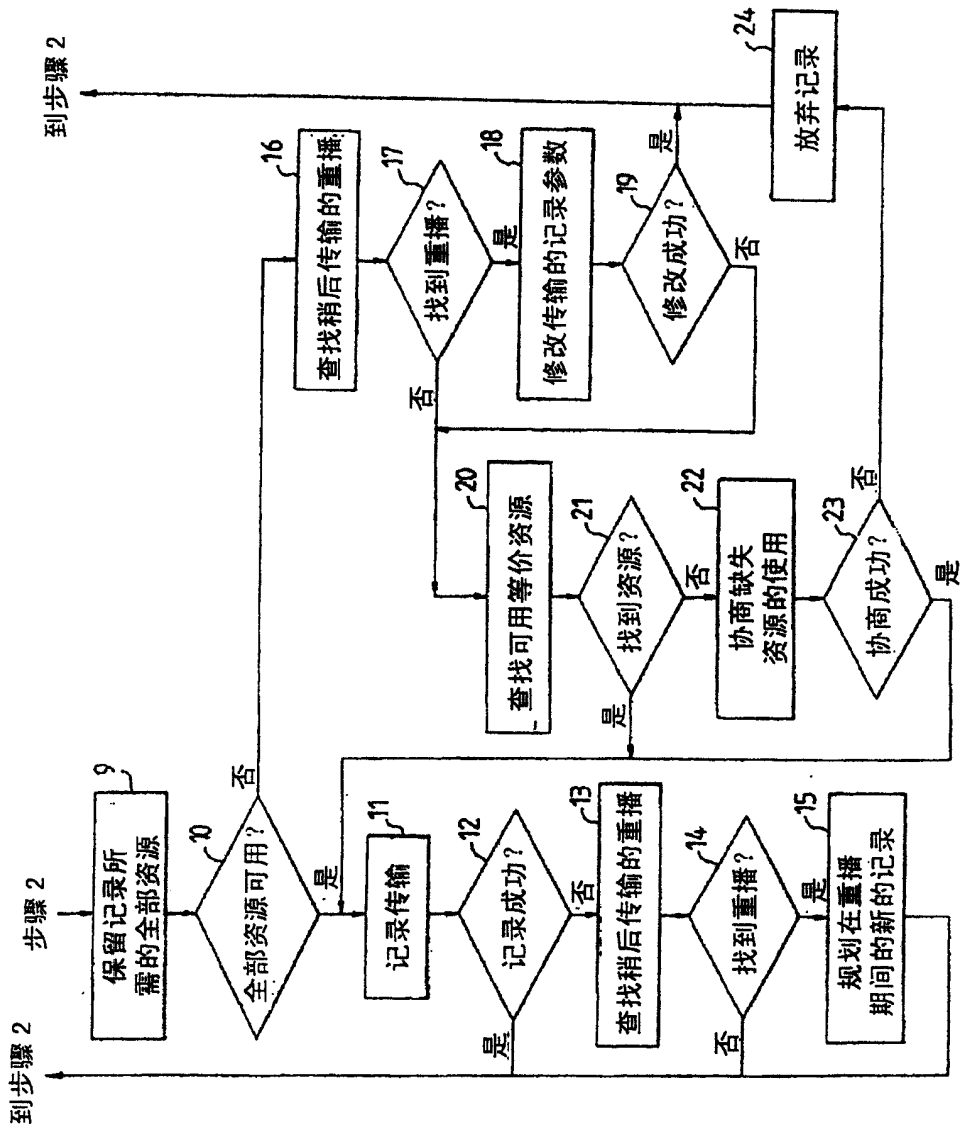 到步骤 2
步骤 2
到步骤 2
9
保留记录所
需的全部资源
10
全部资源可用?
否
是
11
记录传输
12
记录成功?
是
否
13
查找稍后传输的重播
14
找到重播?
否
是
15
规划在重播
期间的新的记录
16
查找稍后传输的重播
17
找到重播?
否
是
18
修改传输的记录参数
19
修改成功?
是
否
20
查找可用等价资源
21
找到资源?
是
否
22
协商缺失
资源的使用
23
协商成功?
否
是
24
放弃记录